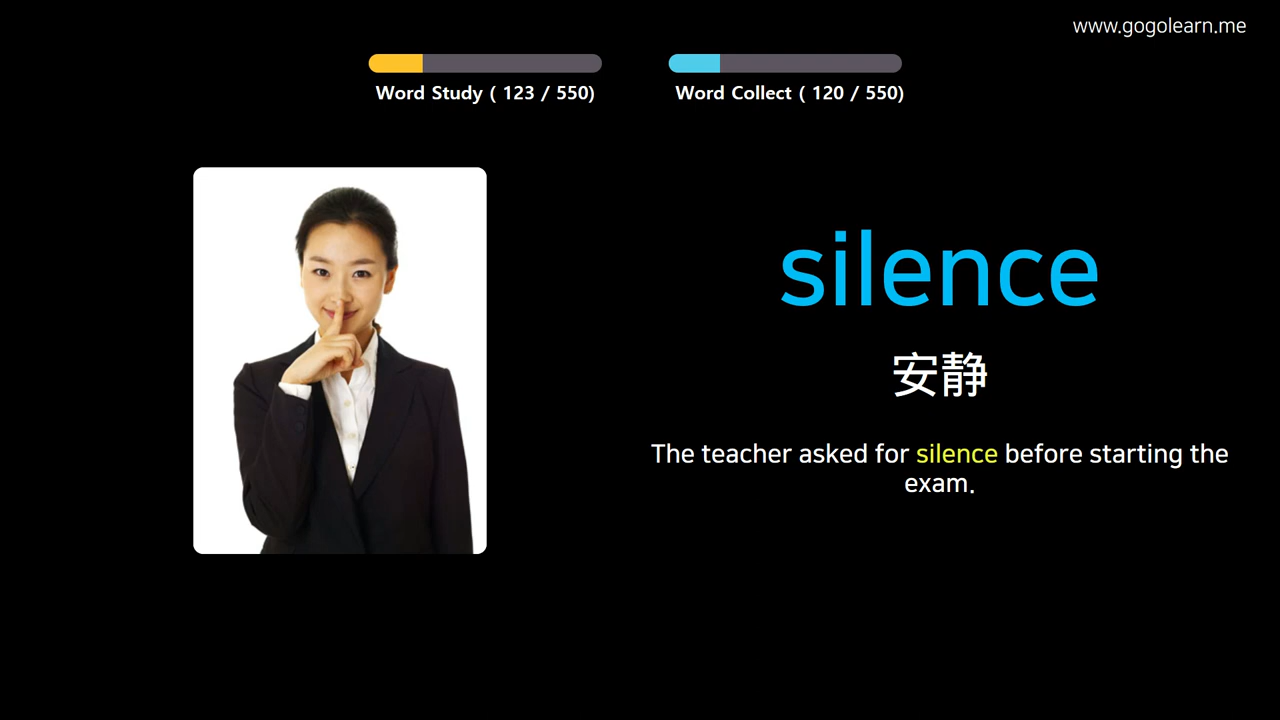 www.gogolearn.me
Word Study ( 123 / 550)
Word Collect ( 120 / 550)
silence
安静
The teacher asked for silence before starting the
exam.